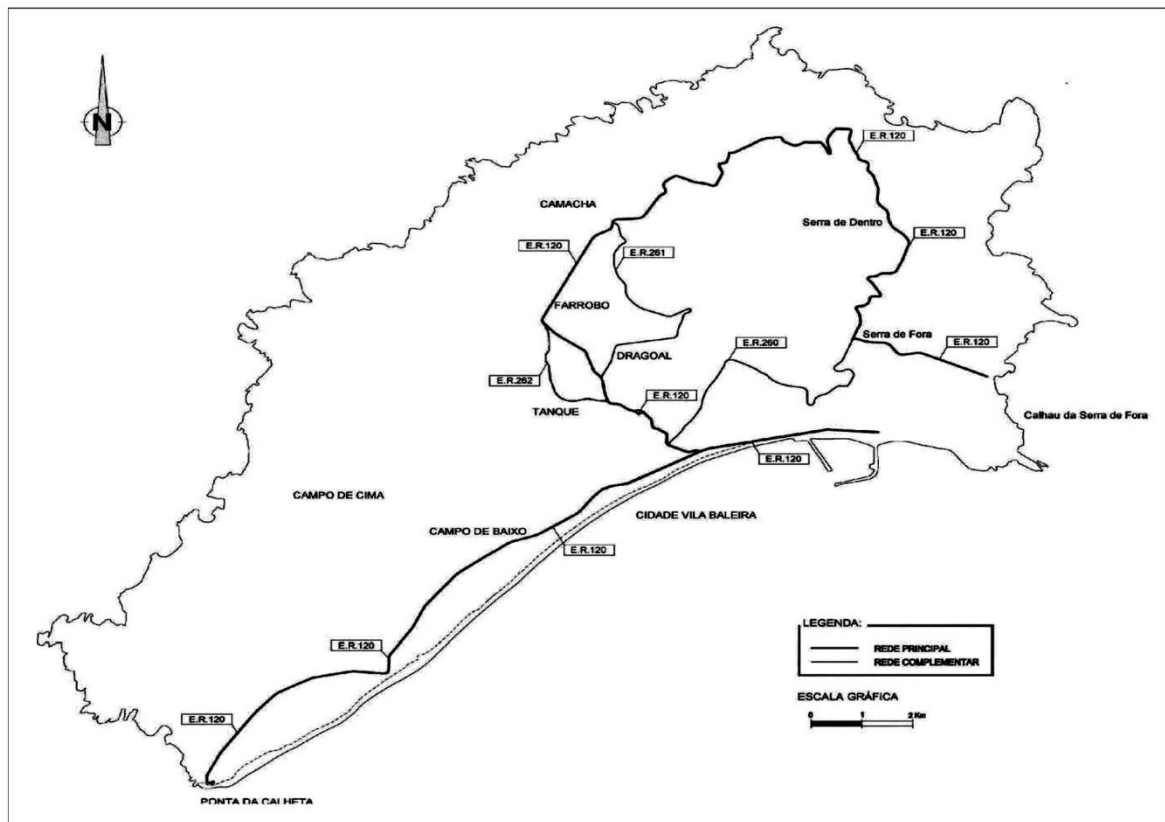 N
E.R.120
CAMACHA
Serra de Dentro
E.R.120
E.R.120
E.R.261
FARROBO
Serra de Fora
E.R.260
E.R.120
DRAGOAL
E.R.262
E.R.120
TANQUE
Calhau da Serra de Fora
E.R.120
CAMPO DE CIMA
CIDADE VILA BALEIRA
CAMPO DE BAIXO
E.R.120
LEGENDA:
REDE PRINCIPAL
REDE COMPLEMENTAR
E.R.120
ESCALA GRÁFICA
0 1 2 Km
E.R.120
PONTA DA CALHETA